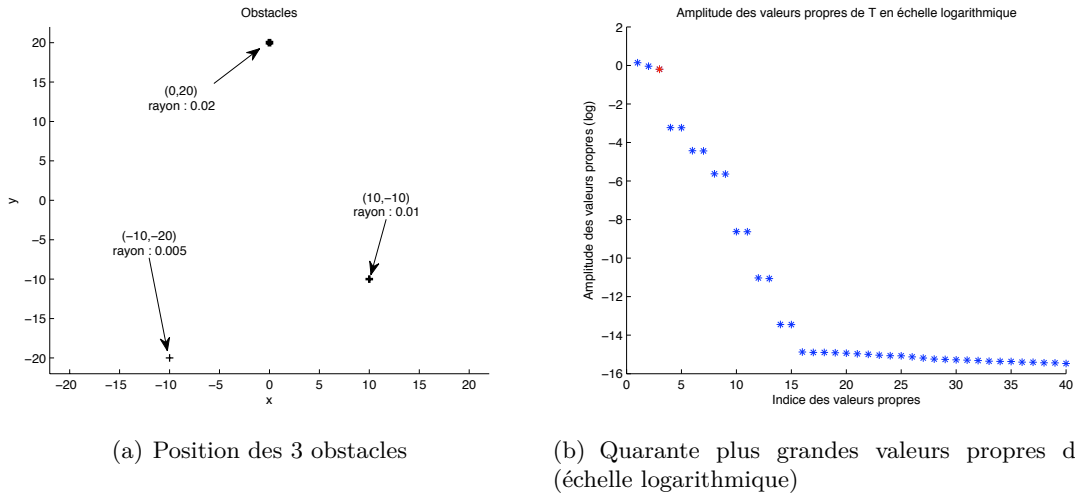 Obstacles
20
15
10
5
0
−5
−10
−15
−20
y
(0,20)
rayon : 0.02
(10,−10)
rayon : 0.01
(−10,−20)
rayon : 0.005
−20 −15 −10 −5 0 5 10 15 20
x
(a) Position des 3 obstacles
Amplitude des valeurs propres de T en échelle logarithmique
2
0
−2
−4
−6
−8
−10
−12
−14
−16
Amplitude des valeurs propres (log)
0 5 10 15 20 25 30 35 40
Indice des valeurs propres
(b) Quarante plus grandes valeurs propres d
(échelle logarithmique)